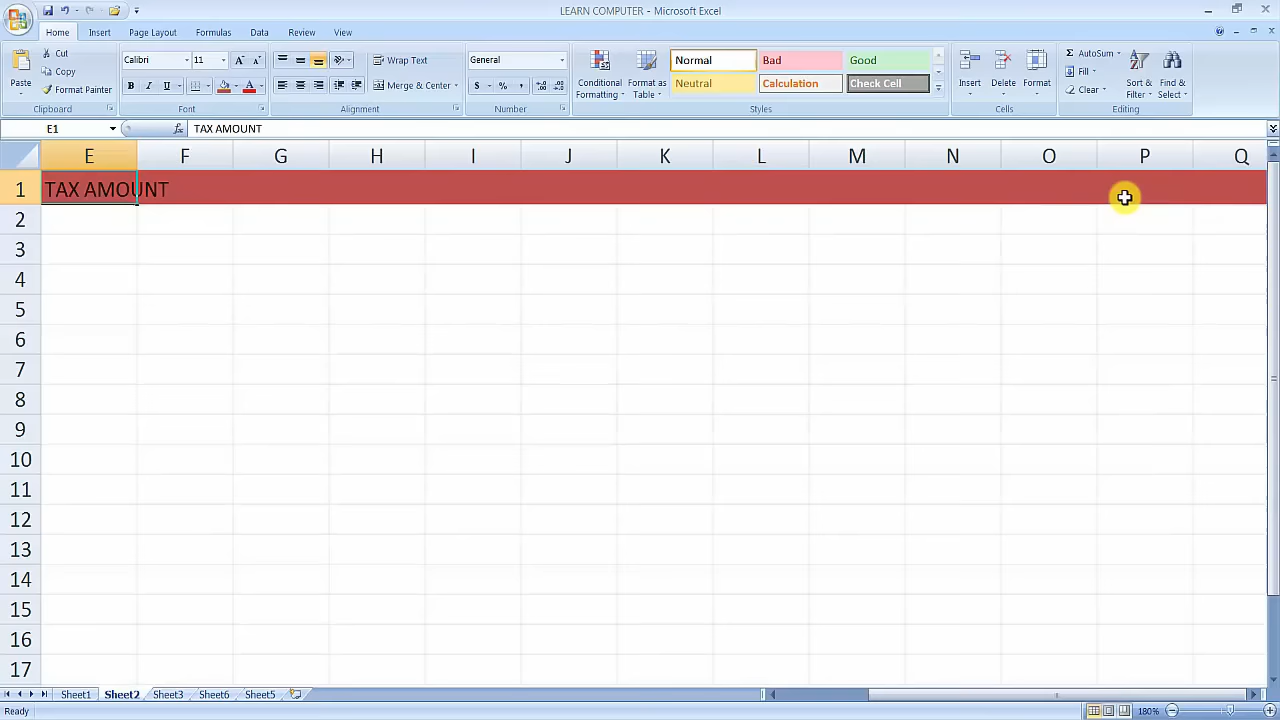 LEARN COMPUTER - Microsoft Excel
Home Insert Page Layout Formulas Data Review View
Paste
Cut
Copy
Format Painter
Clipboard
Calibri 11
B I U
Font
Wrap Text
Merge & Center
Alignment
General
$ % ,
Number
Conditional Formatting
Format as Table
Normal Bad Good
Neutral Calculation Check Cell
Styles
Insert Delete Format
Cells
AutoSum
Fill
Clear
Sort & Filter
Find & Select
Editing
E1 fx TAX AMOUNT
E F G H I J K L M N O P Q
1 TAX AMOUNT
2
3
4
5
6
7
8
9
10
11
12
13
14
15
16
17
Sheet1 Sheet2 Sheet3 Sheet6 Sheet5
Ready 180%